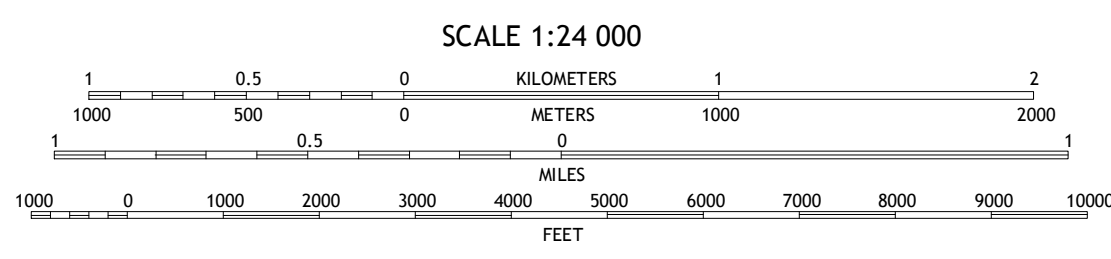 SCALE 1:24 000
1 0.5 0 KILOMETERS 1 2
1000 500 0 METERS 1000 2000
1 0.5 0 1
MILES
1000 0 1000 2000 3000 4000 5000 6000 7000 8000 9000 10000
FEET